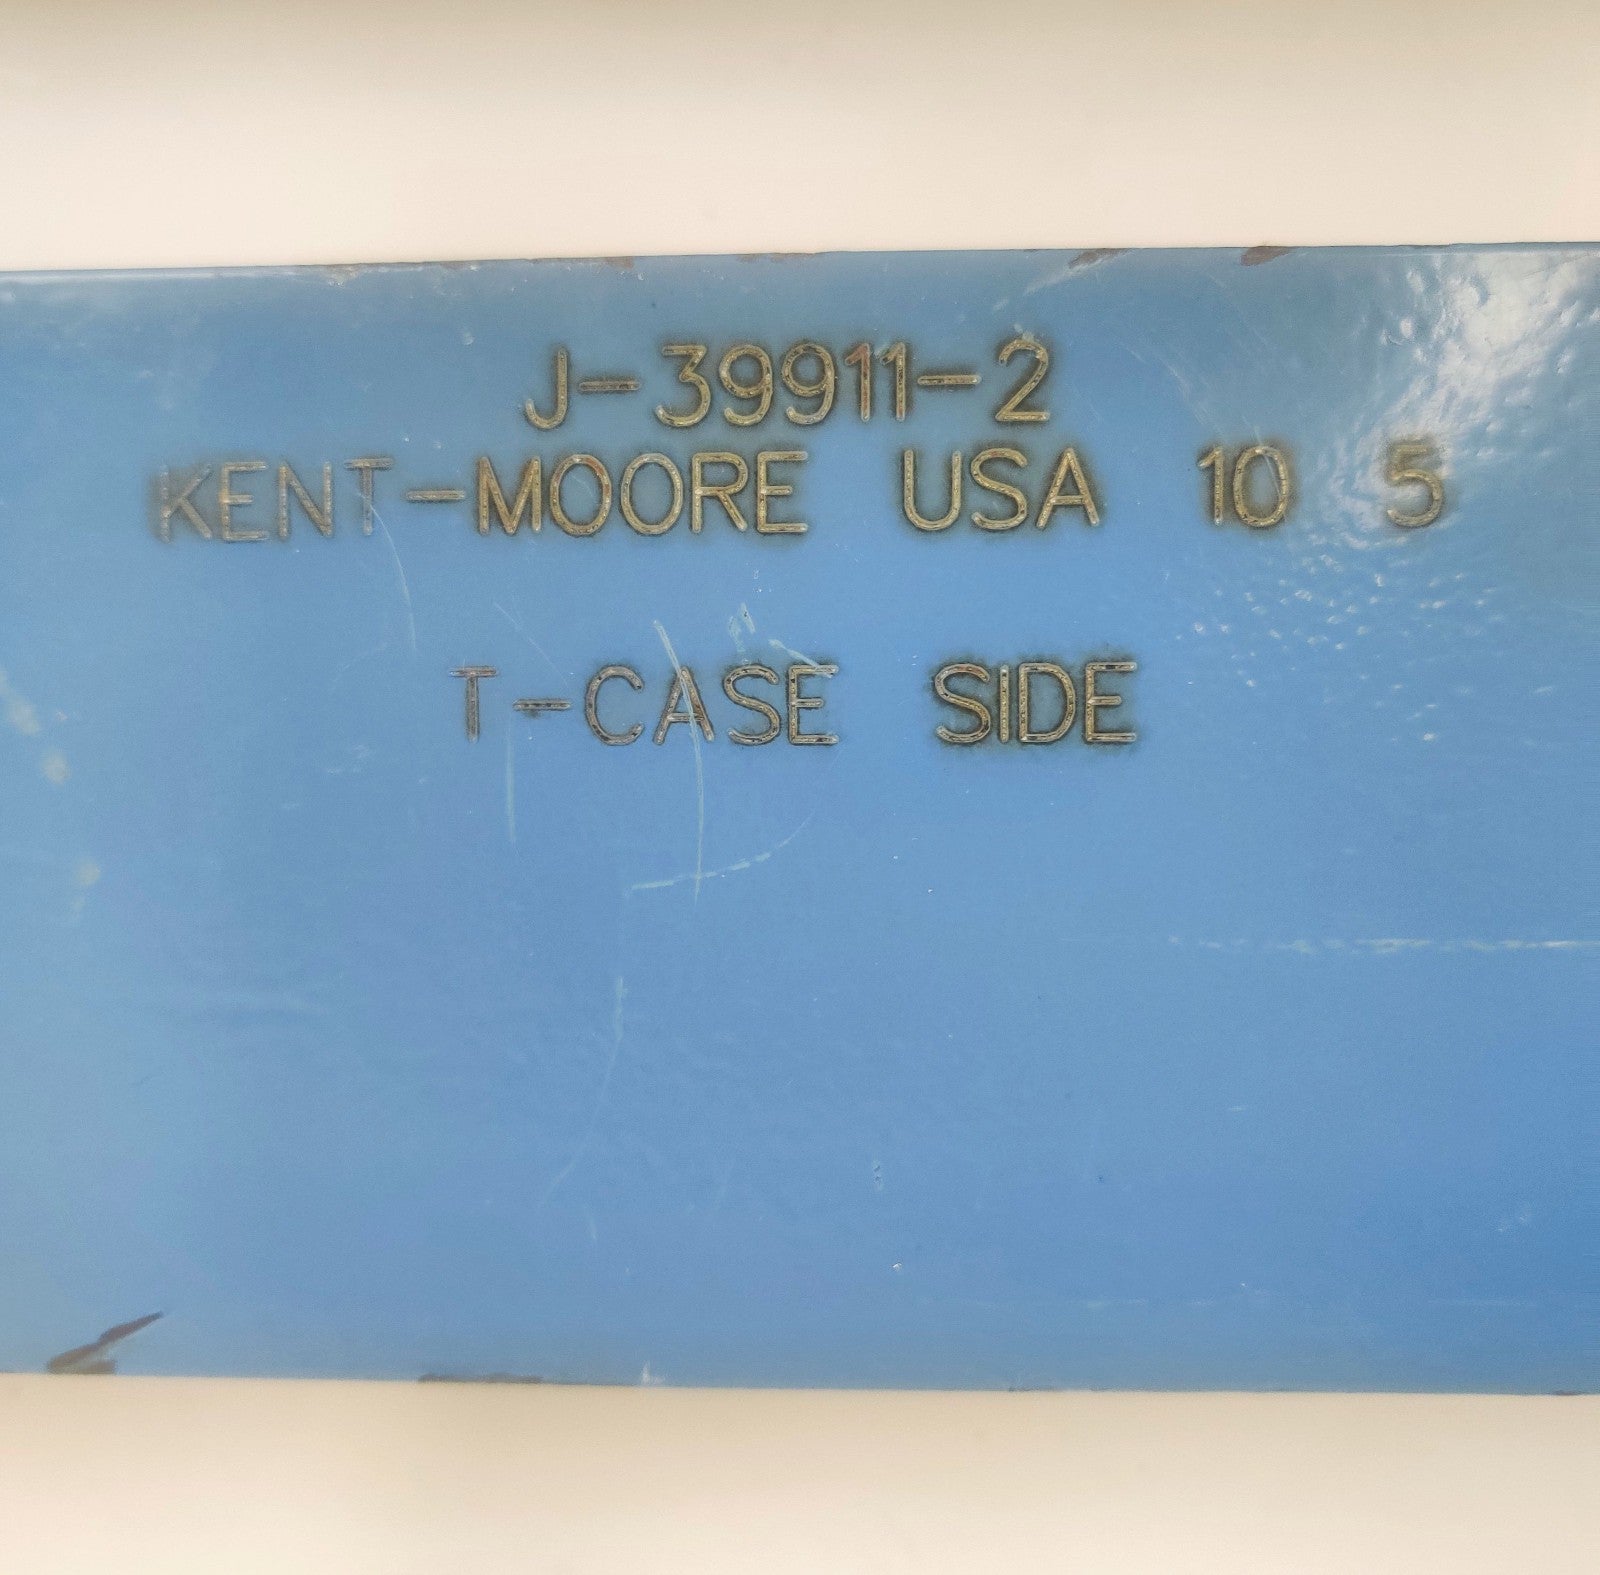 J-39911-2
KENT-MOORE USA 10 5
T-CASE SIDE